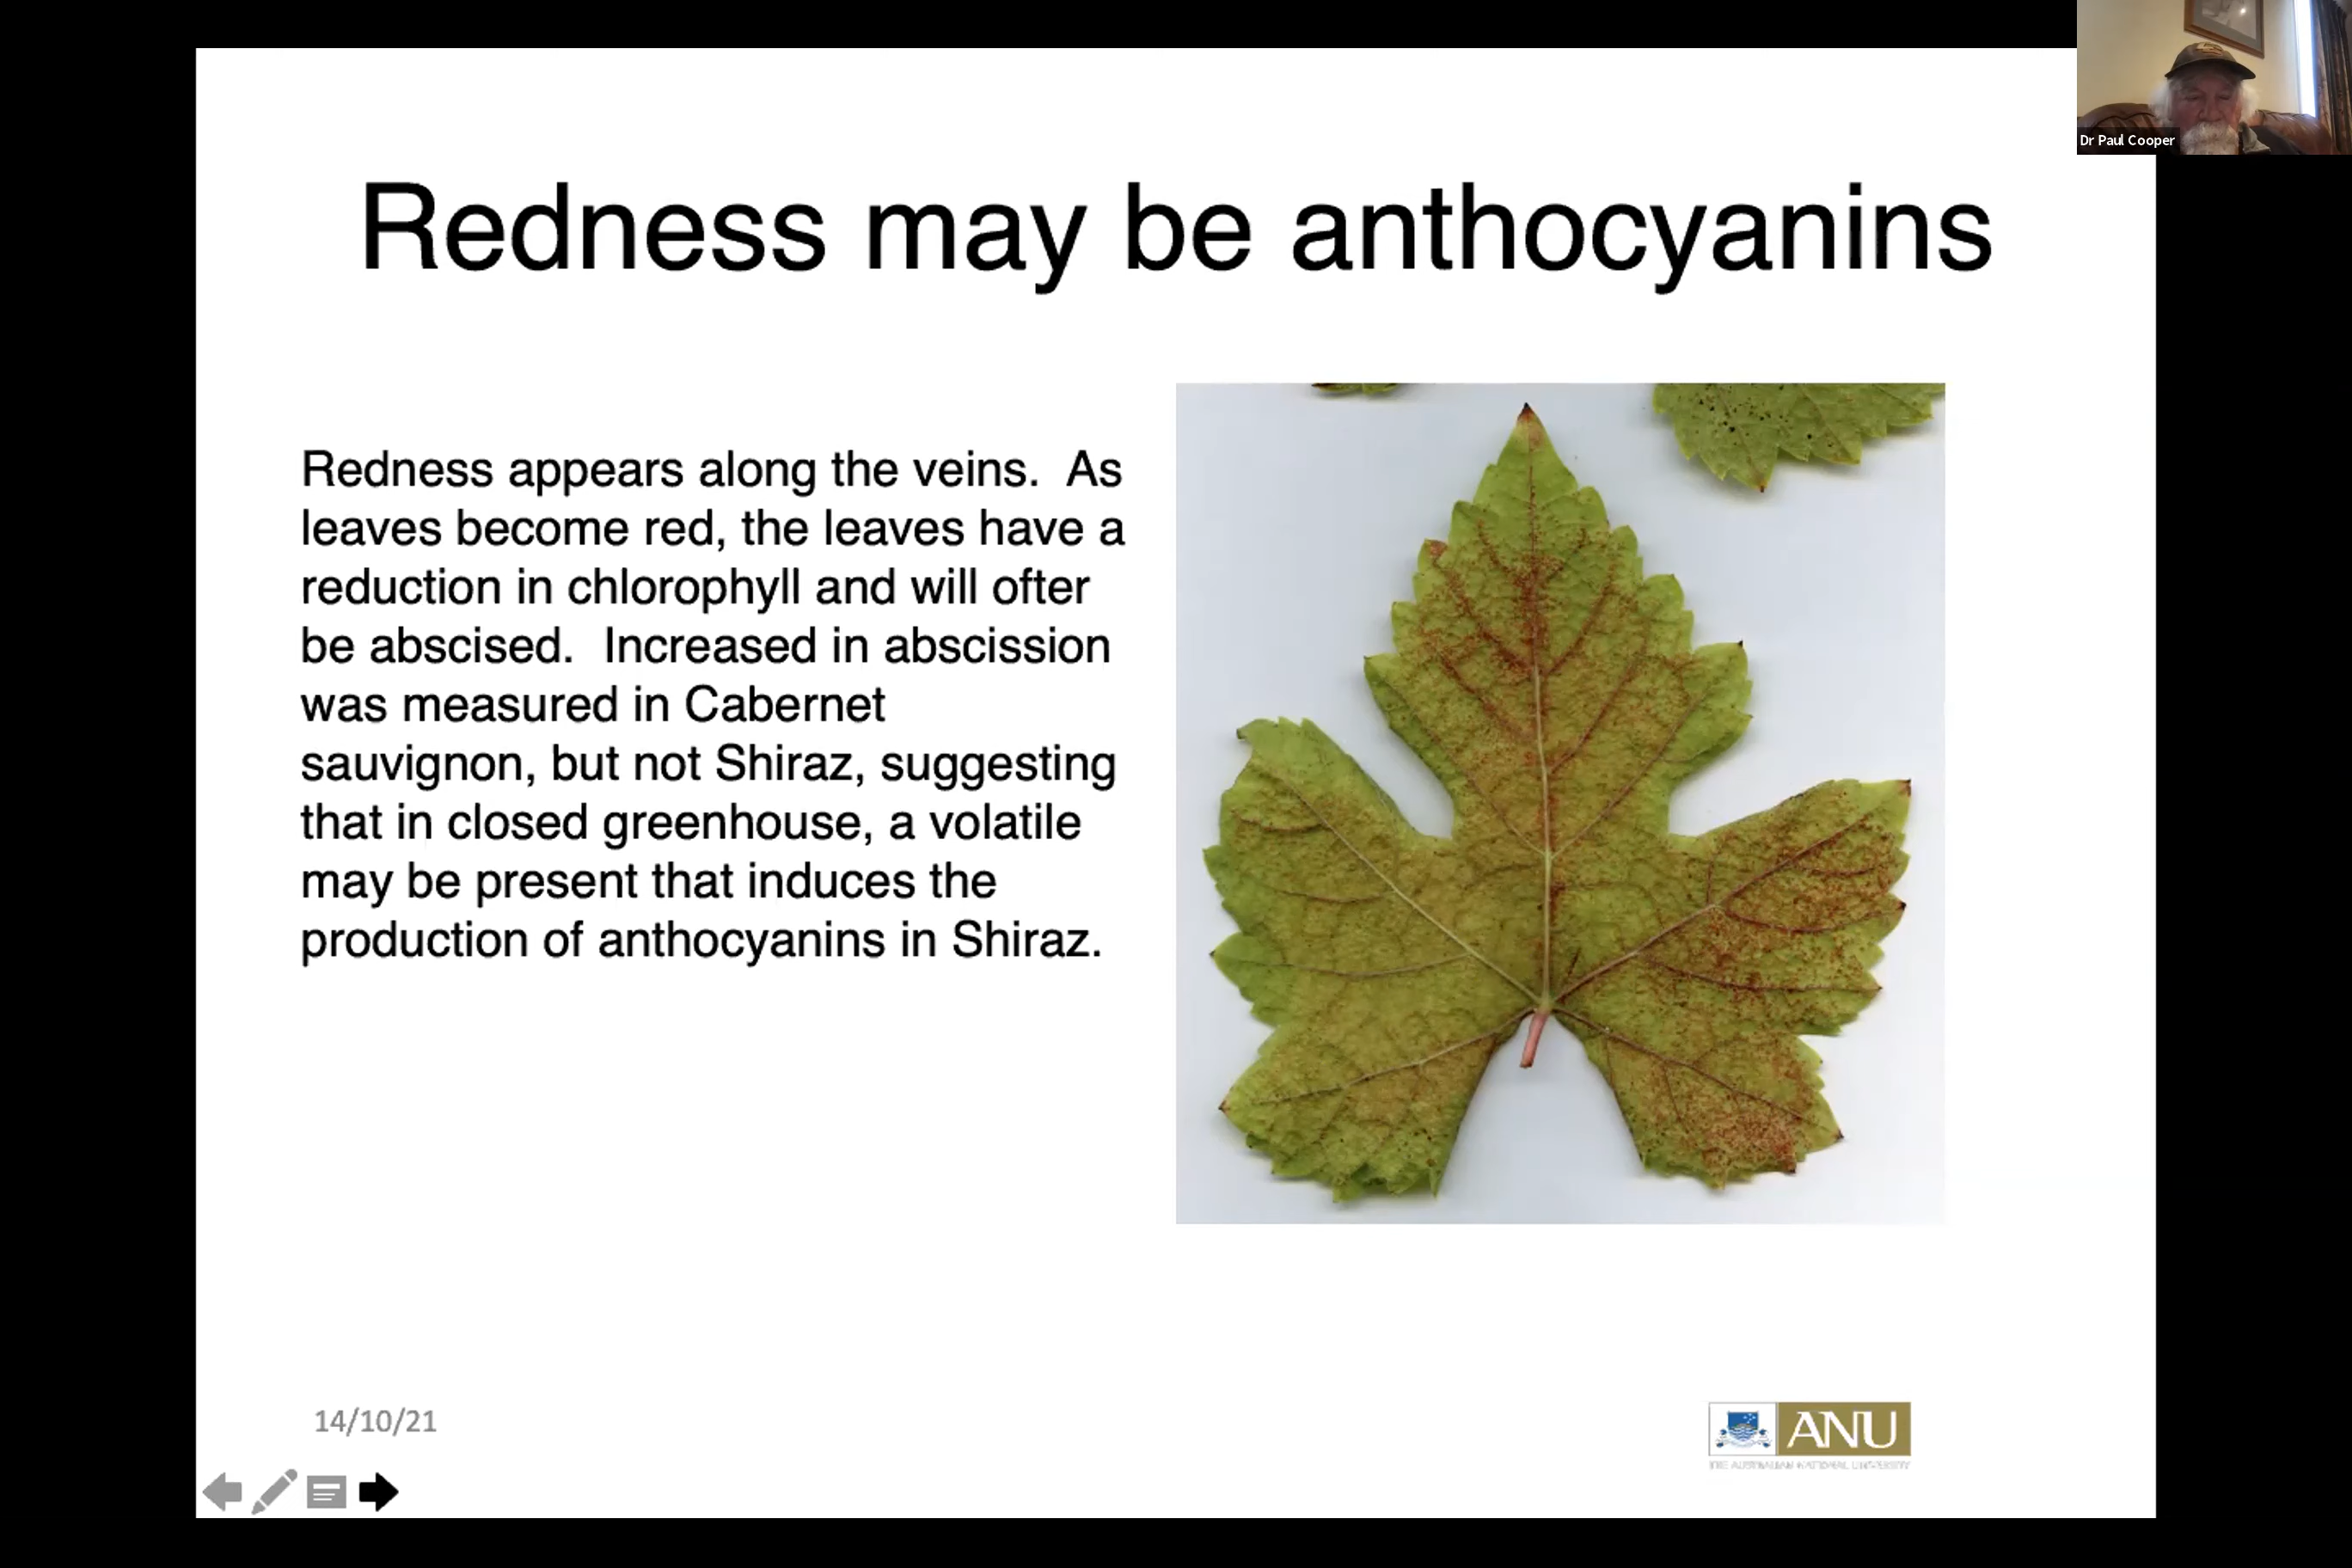 Dr Paul Cooper
Redness may be anthocyanins
Redness appears along the veins.  As
leaves become red, the leaves have a
reduction in chlorophyll and will ofter
be abscised.  Increased in abscission
was measured in Cabernet
sauvignon, but not Shiraz, suggesting
that in closed greenhouse, a volatile
may be present that induces the
production of anthocyanins in Shiraz.
14/10/21
ANU
THE AUSTRALIAN NATIONAL UNIVERSITY